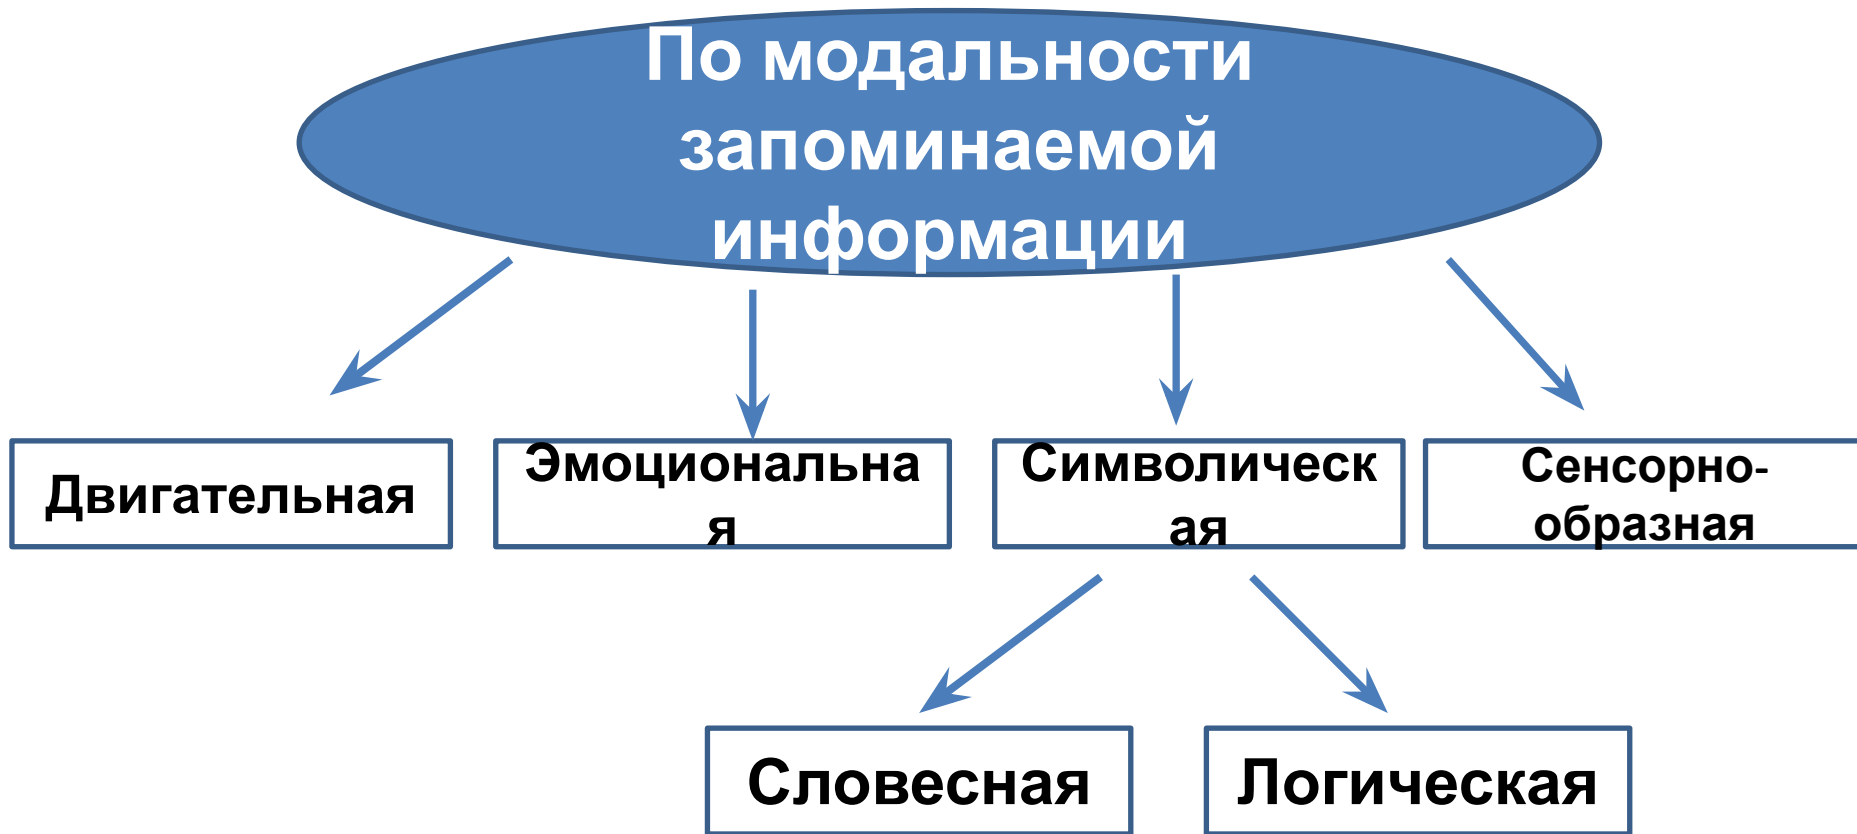 По модальности
запоминаемой
информации
Двигательная
Эмоциональна
я
Символическ
ая
Сенсорно-
образная
Словесная
Логическая